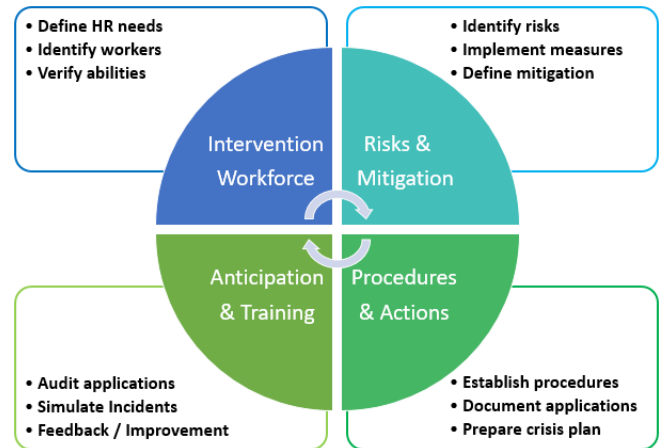 • Define HR needs
• Identify workers
• Verify abilities
• Identify risks
• Implement measures
• Define mitigation
Intervention
Workforce
Risks &
Mitigation
Anticipation
& Training
Procedures
& Actions
• Audit applications
• Simulate Incidents
• Feedback / Improvement
• Establish procedures
• Document applications
• Prepare crisis plan